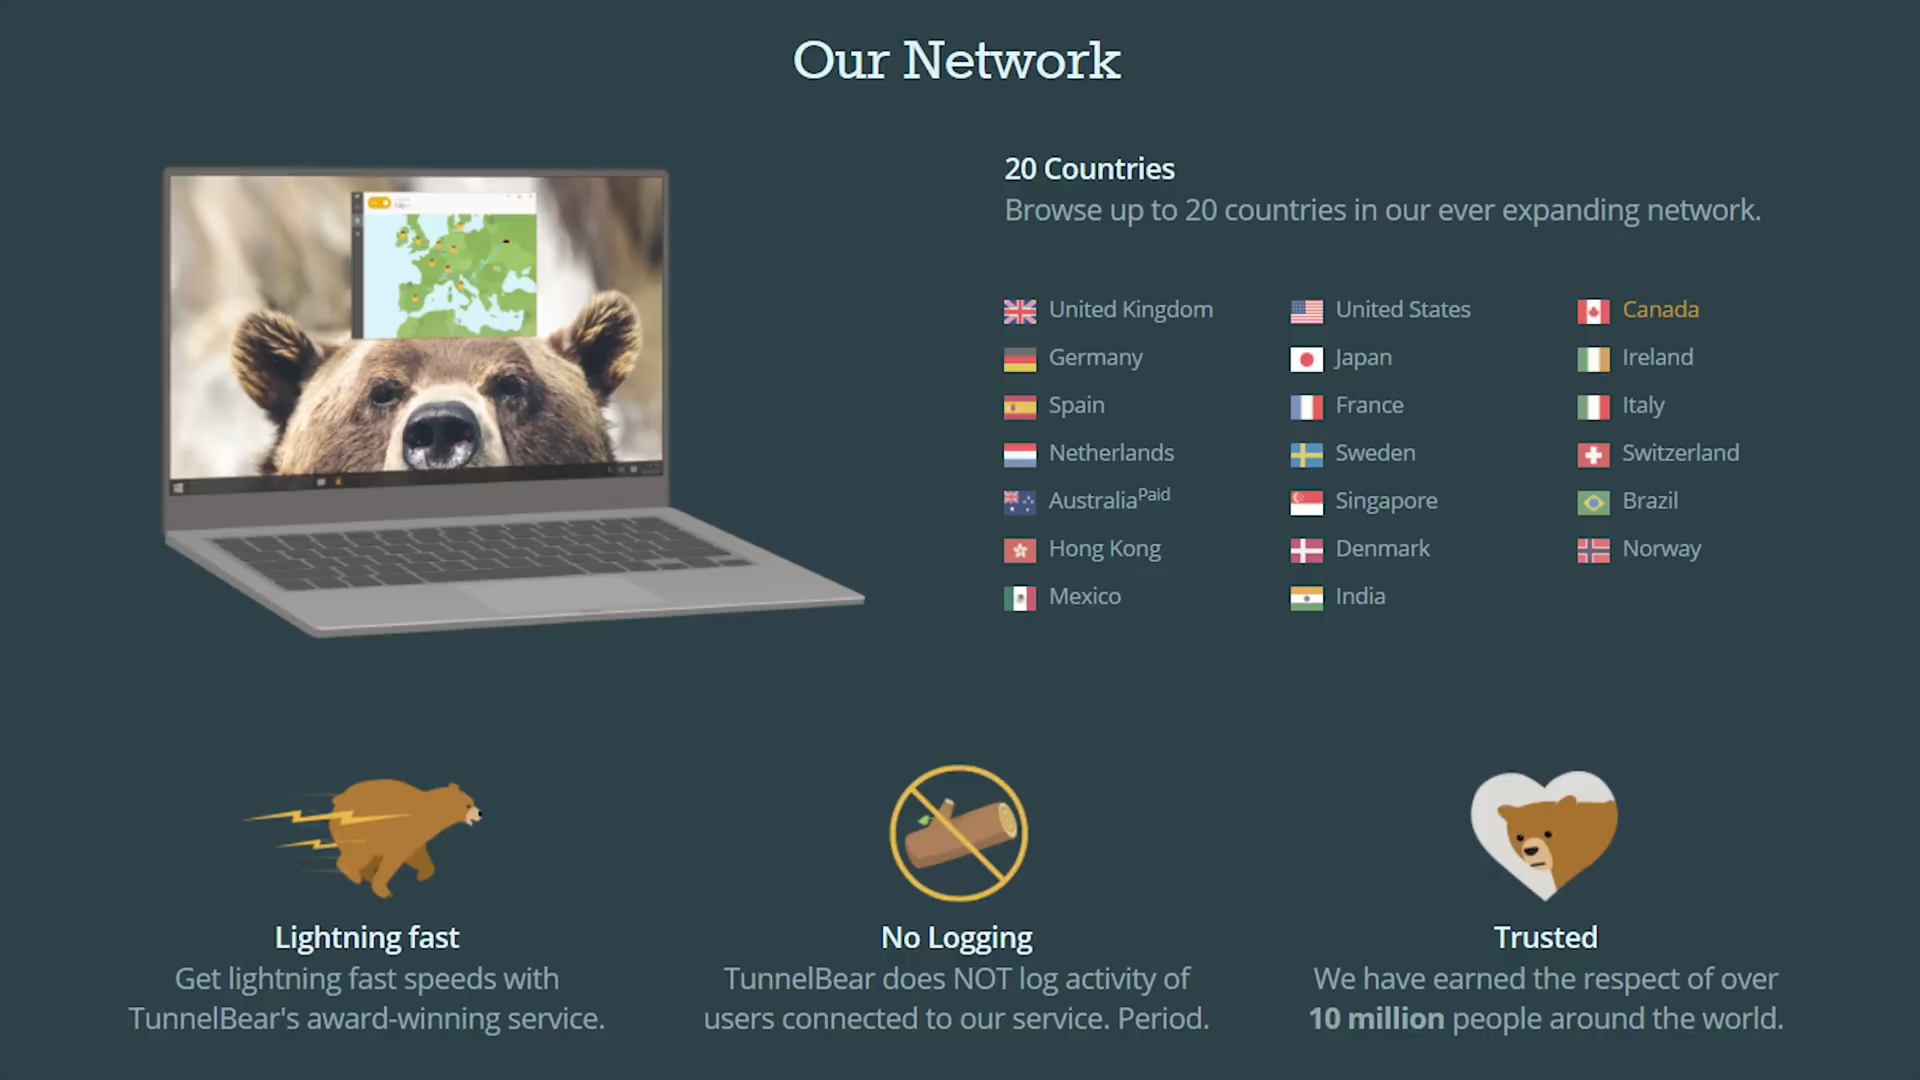 Our Network
20 Countries
Browse up to 20 countries in our ever expanding network.
United Kingdom
United States
Canada
Germany
Japan
Ireland
Spain
France
Italy
Netherlands
Sweden
Switzerland
AustraliaPaid
Singapore
Brazil
Hong Kong
Denmark
Norway
Mexico
India
Lightning fast
Get lightning fast speeds with
TunnelBear's award-winning service.
No Logging
TunnelBear does NOT log activity of
users connected to our service. Period.
Trusted
We have earned the respect of over
10 million people around the world.